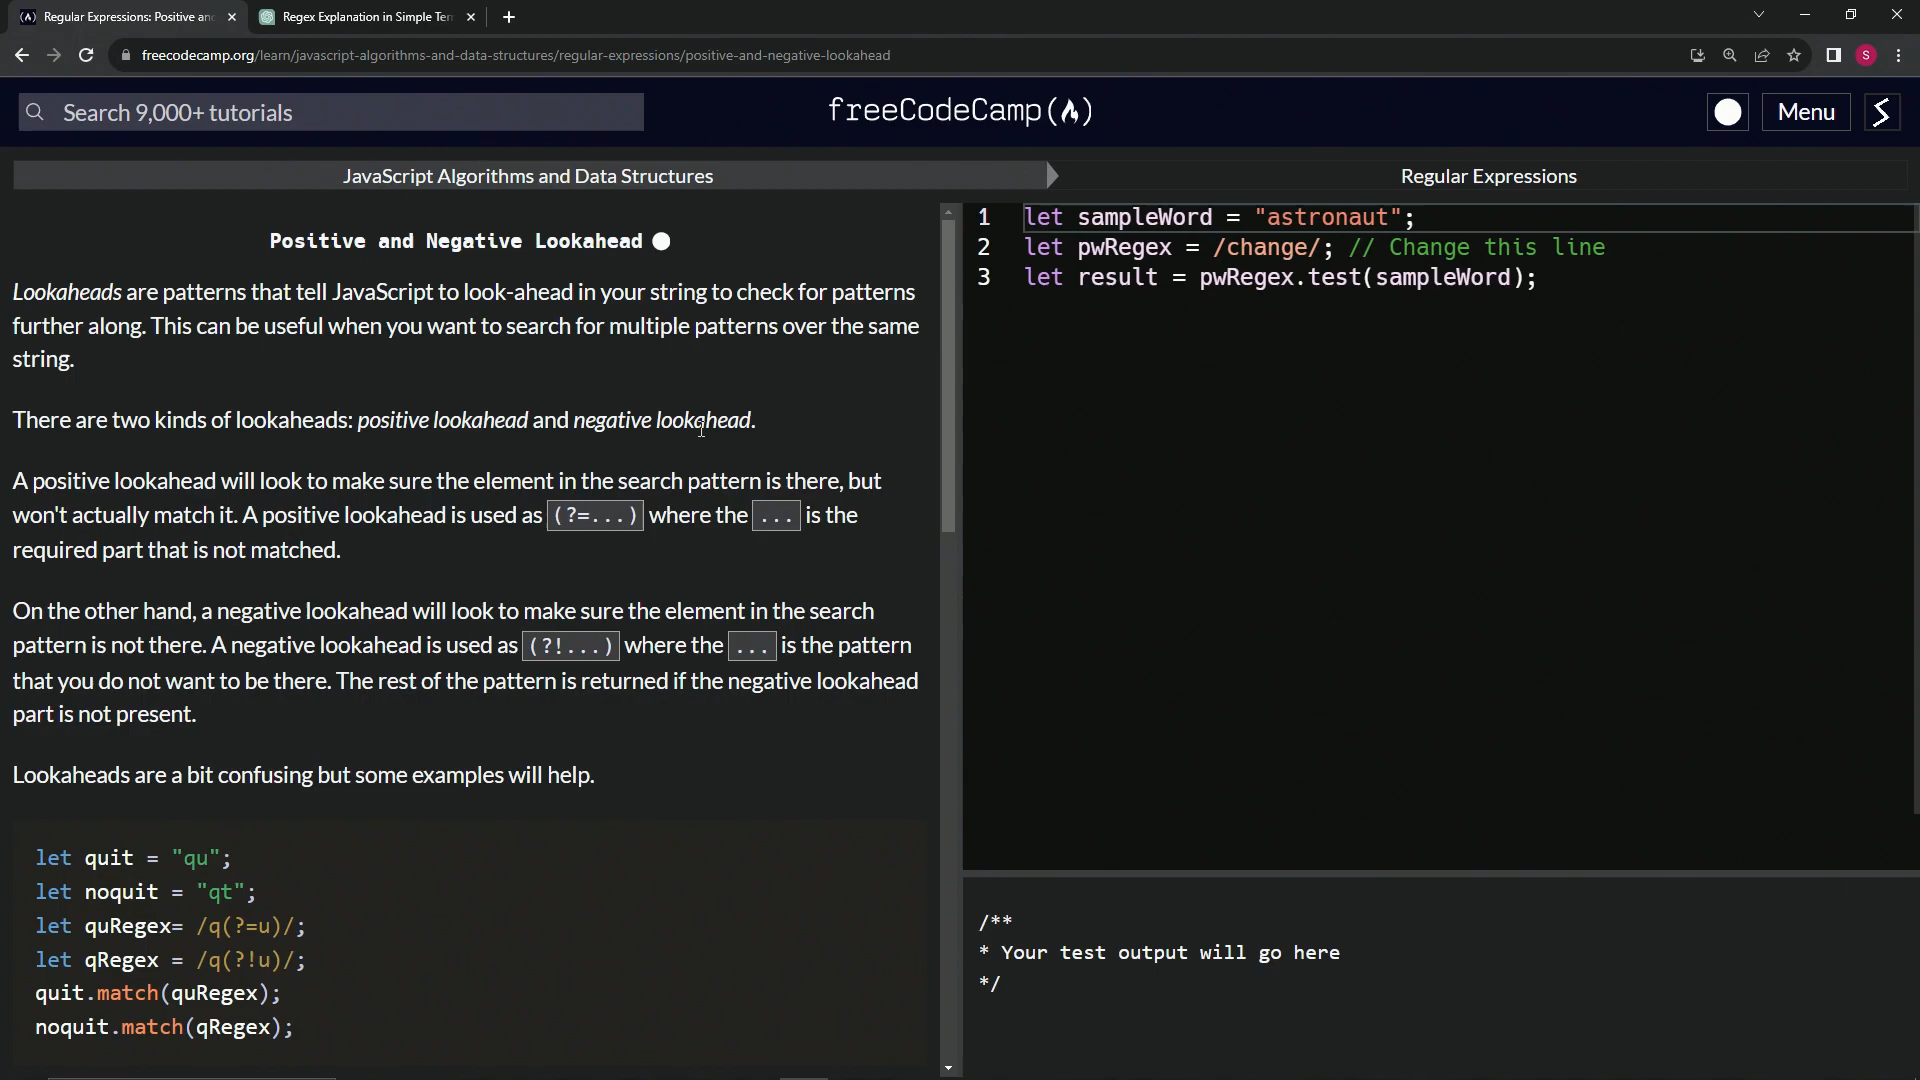 Regular Expressions: Positive and
Regex Explanation in Simple Ter
freecodecamp.org/learn/javascript-algorithms-and-data-structures/regular-expressions/positive-and-negative-lookahead
S
Search 9,000+ tutorials
freeCodeCamp
Menu
JavaScript Algorithms and Data Structures
Regular Expressions
Positive and Negative Lookahead
Lookaheads are patterns that tell JavaScript to look-ahead in your string to check for patterns
further along. This can be useful when you want to search for multiple patterns over the same
string.
There are two kinds of lookaheads: positive lookahead and negative lookahead.
A positive lookahead will look to make sure the element in the search pattern is there, but
won't actually match it. A positive lookahead is used as (?=...) where the ... is the
required part that is not matched.
On the other hand, a negative lookahead will look to make sure the element in the search
pattern is not there. A negative lookahead is used as (?!...) where the ... is the pattern
that you do not want to be there. The rest of the pattern is returned if the negative lookahead
part is not present.
Lookaheads are a bit confusing but some examples will help.
let quit = "qu";
let noquit = "qt";
let quRegex= /q(?=u)/;
let qRegex = /q(?!u)/;
quit.match(quRegex);
noquit.match(qRegex);
1 let sampleWord = "astronaut";
2 let pwRegex = /change/; // Change this line
3 let result = pwRegex.test(sampleWord);
/**
* Your test output will go here
*/